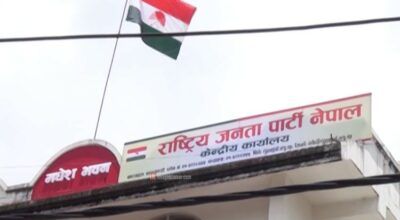 राष्ट्रिय जनता पार्टी नेपाल
केन्द्रीय कार्यालय
मधेश भवन